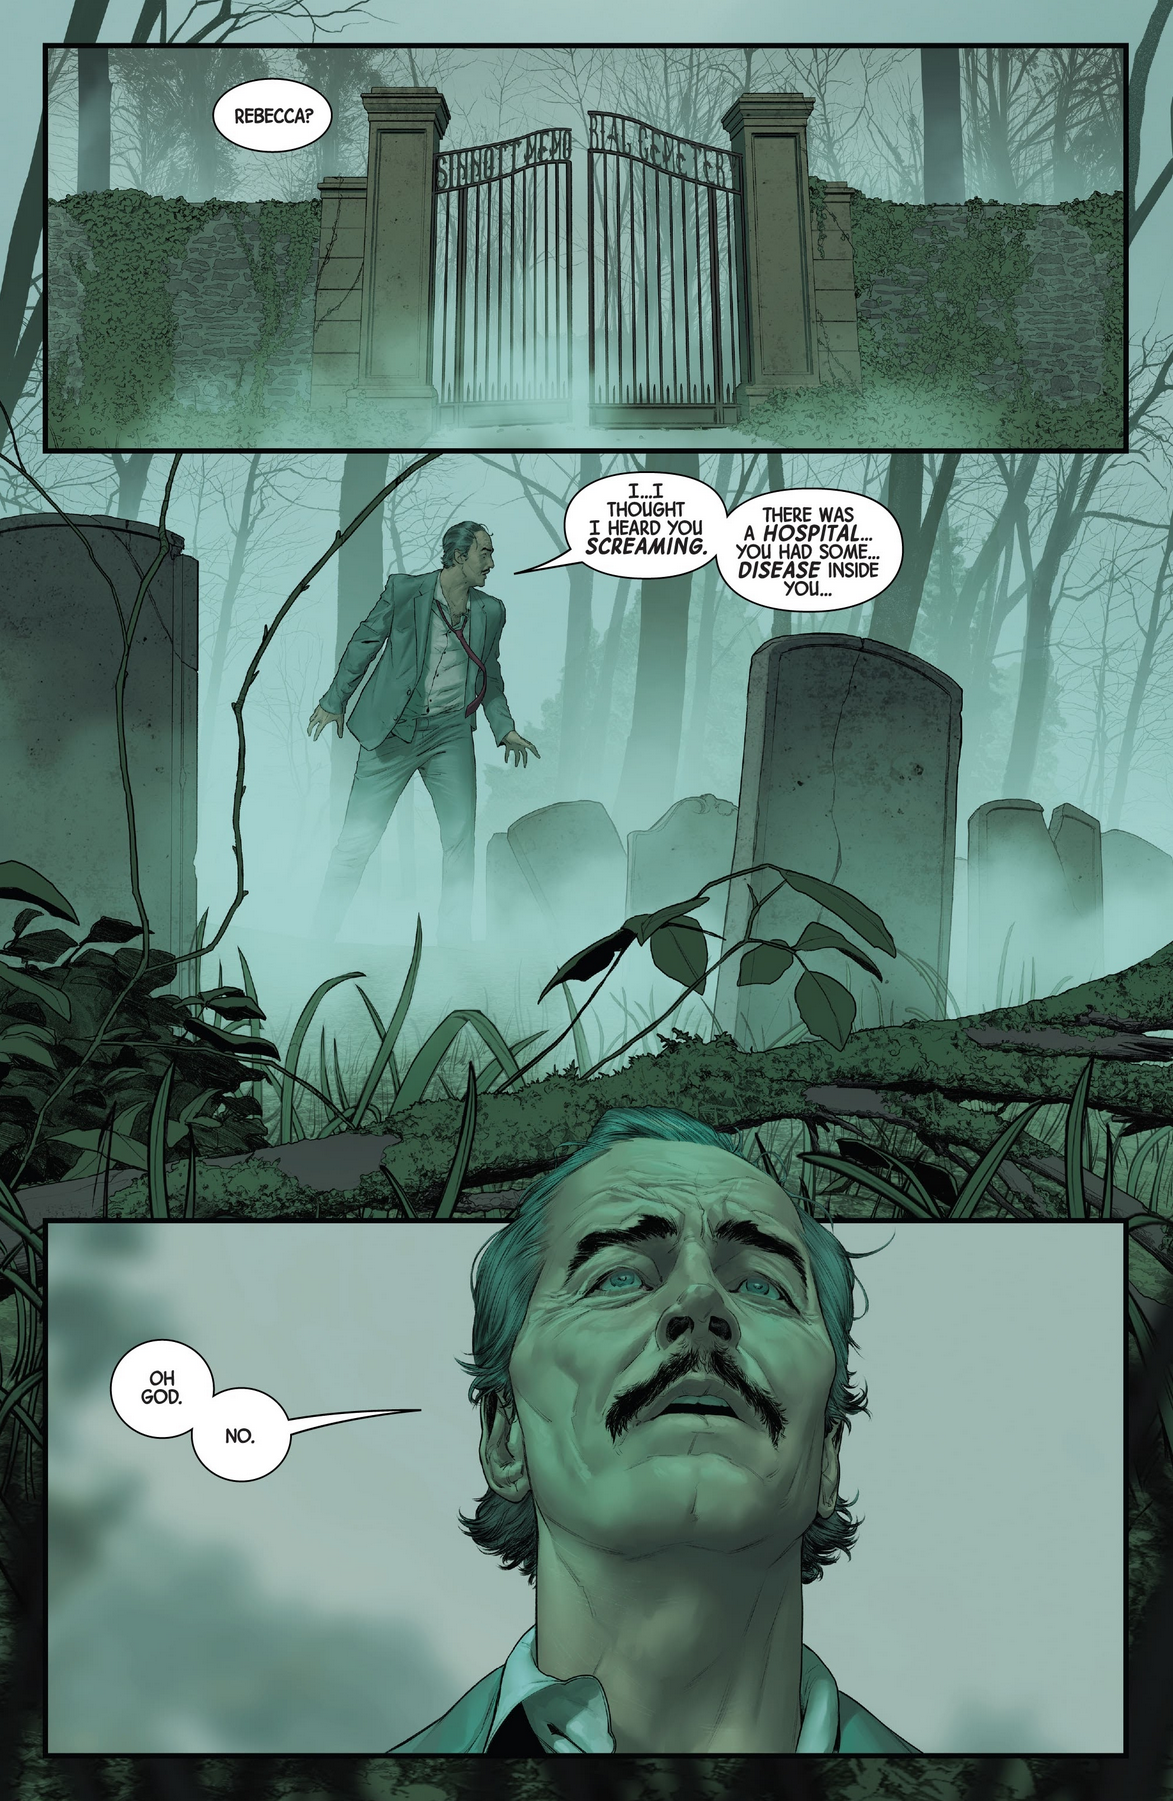 REBECCA?
SINNOTT MEMO
RIAL CEMETERY
I...I
THOUGHT
I HEARD YOU
SCREAMING.
THERE WAS
A HOSPITAL...
YOU HAD SOME...
DISEASE INSIDE
YOU...
OH
GOD.
NO.